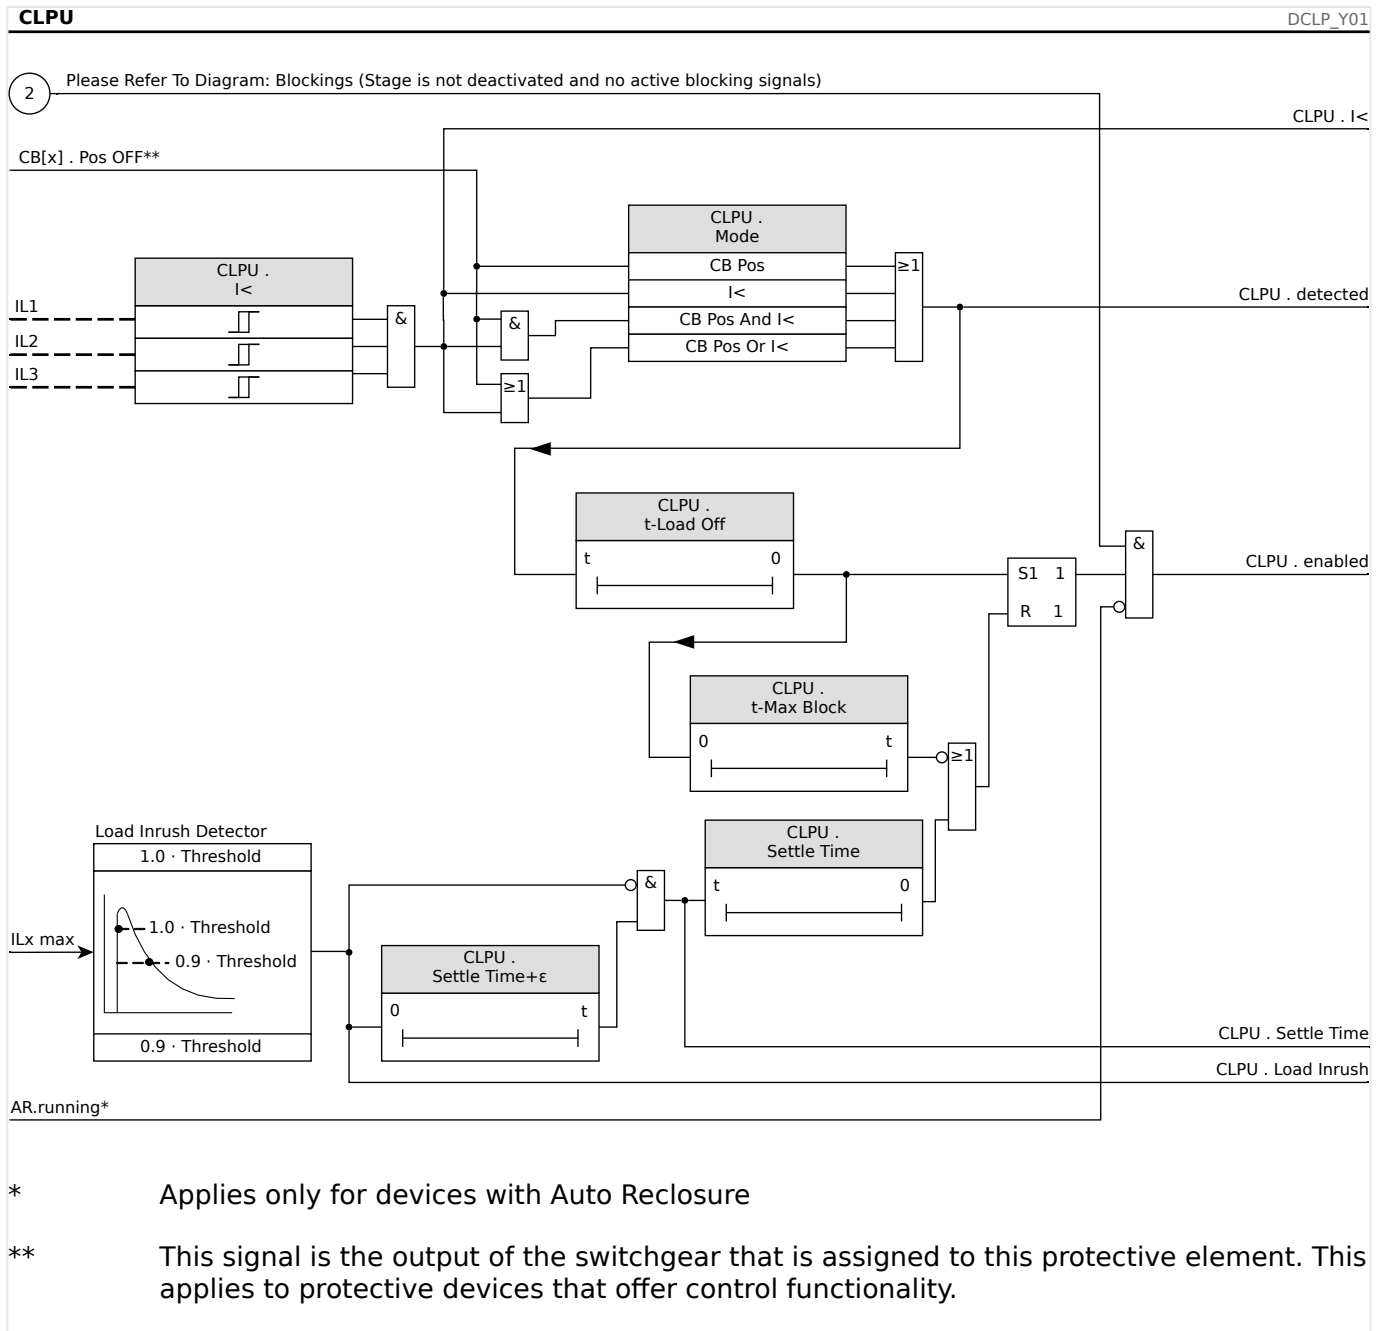 CLPU
DCLP_Y01
2
Please Refer To Diagram: Blockings (Stage is not deactivated and no active blocking signals)
CLPU . I<
CB[x] . Pos OFF**
CLPU .
Mode
CB Pos
I<
CB Pos And I<
CB Pos Or I<
≥1
CLPU . detected
CLPU .
I<
IL1
IL2
IL3
&
&
≥1
CLPU .
t-Load Off
t 0
S1 1
R 1
&
CLPU . enabled
CLPU .
t-Max Block
0 t
≥1
Load Inrush Detector
1.0 · Threshold
1.0 · Threshold
0.9 · Threshold
0.9 · Threshold
ILx max
&
CLPU .
Settle Time
t 0
CLPU .
Settle Time+ε
0 t
CLPU . Settle Time
CLPU . Load Inrush
AR.running*
* Applies only for devices with Auto Reclosure
** This signal is the output of the switchgear that is assigned to this protective element. This
applies to protective devices that offer control functionality.